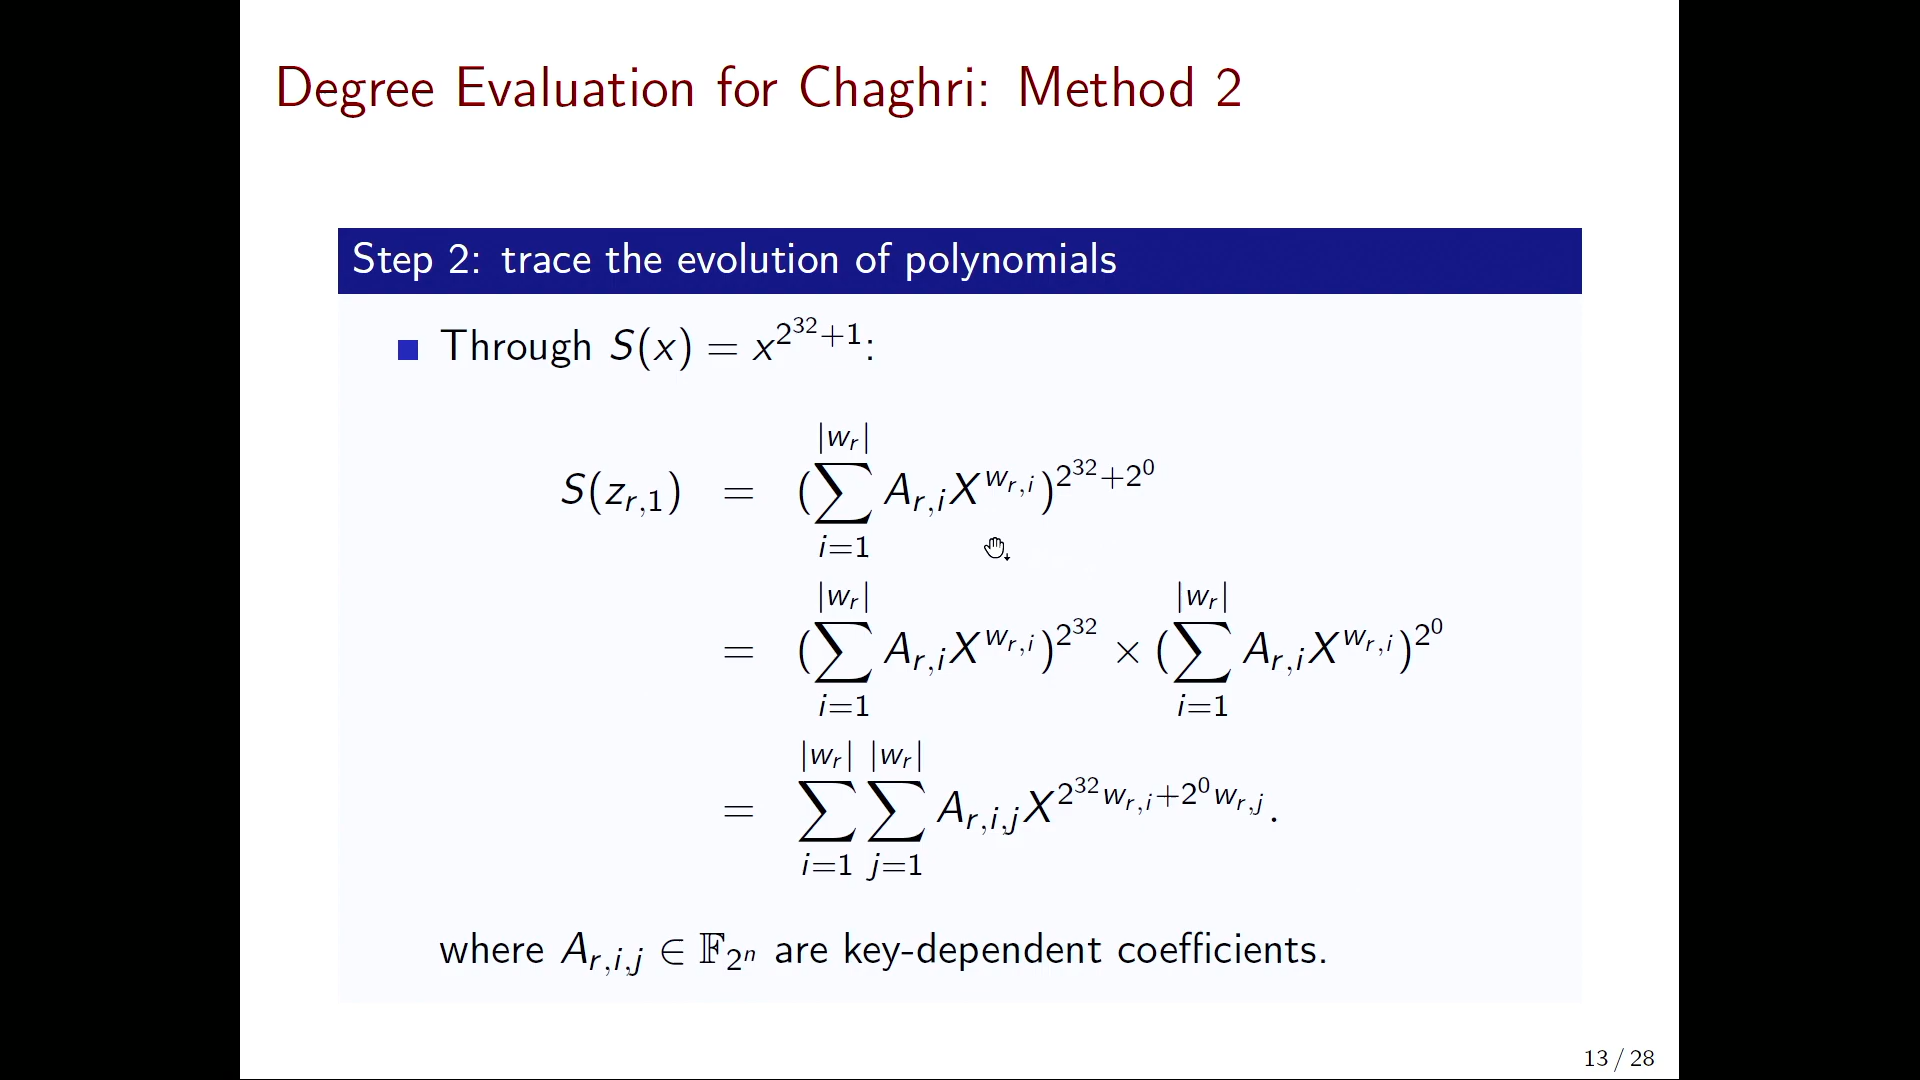 Degree Evaluation for Chaghri: Method 2
Step 2: trace the evolution of polynomials
Through $S(x) = x^{2^{32}+1}$:
$S(z_{r,1}) = (\sum_{i=1}^{|w_r|} A_{r,i} X^{w_{r,i}})^{2^{32}+2^0}$
$= (\sum_{i=1}^{|w_r|} A_{r,i} X^{w_{r,i}})^{2^{32}} \times (\sum_{i=1}^{|w_r|} A_{r,i} X^{w_{r,i}})^{2^0}$
$= \sum_{i=1}^{|w_r|} \sum_{j=1}^{|w_r|} A_{r,i,j} X^{2^{32} w_{r,i} + 2^0 w_{r,j}}.$
where $A_{r,i,j} \in \mathbb{F}_{2^n}$ are key-dependent coefficients.
13 / 28